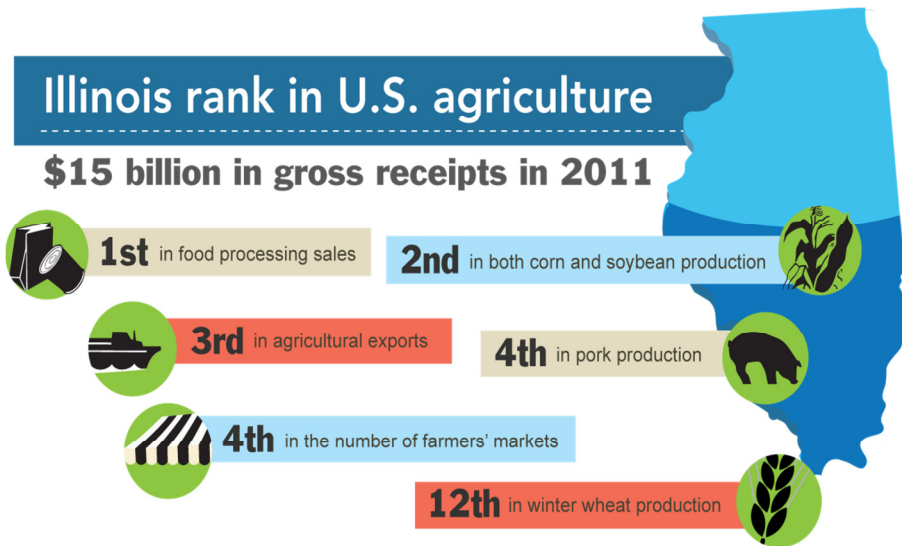 Illinois rank in U.S. agriculture
$15 billion in gross receipts in 2011
1st in food processing sales
2nd in both corn and soybean production
3rd in agricultural exports
4th in pork production
4th in the number of farmers’ markets
12th in winter wheat production